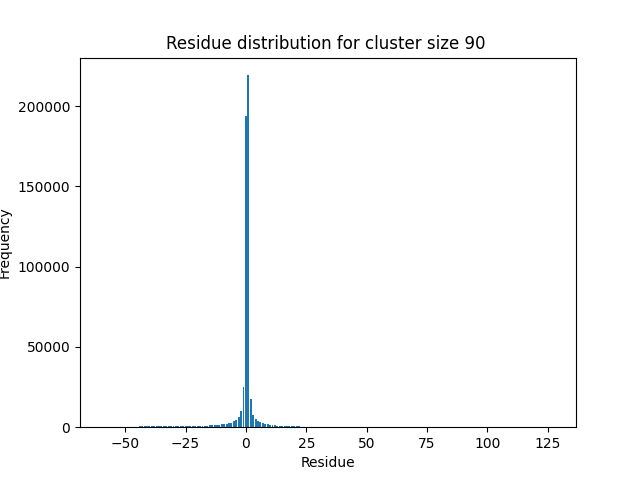 Residue distribution for cluster size 90
200000
150000
100000
50000
0
Frequency
−50 −25 0 25 50 75 100 125
Residue